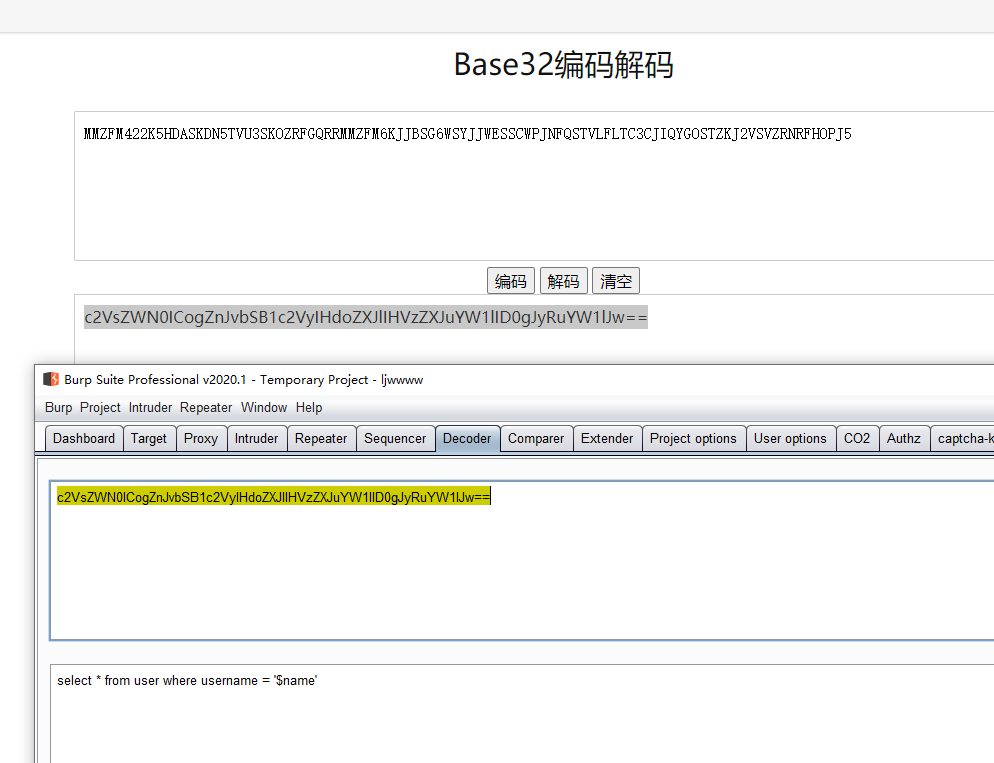 Base32编码解码
MMZFM422K5HDASKDN5TVU3SKOZRFGQRRMMZFM6KJJBSG6WSYJJWESSCWPJNFQSTVLFLTC3CJIQYGOSTZKJ2VSVZRNRFHOPJ5
编码 解码 清空
c2VsZWN0ICogZnJvbSB1c2VyIHdoZXJlIHVzZXJuYW1lID0gJyRuYW1lJw==
Burp Suite Professional v2020.1 - Temporary Project - ljwwww
Burp Project Intruder Repeater Window Help
Dashboard Target Proxy Intruder Repeater Sequencer Decoder Comparer Extender Project options User options CO2 Authz captcha-k
c2VsZWN0ICogZnJvbSB1c2VyIHdoZXJlIHVzZXJuYW1lID0gJyRuYW1lJw==
select * from user where username = '$name'